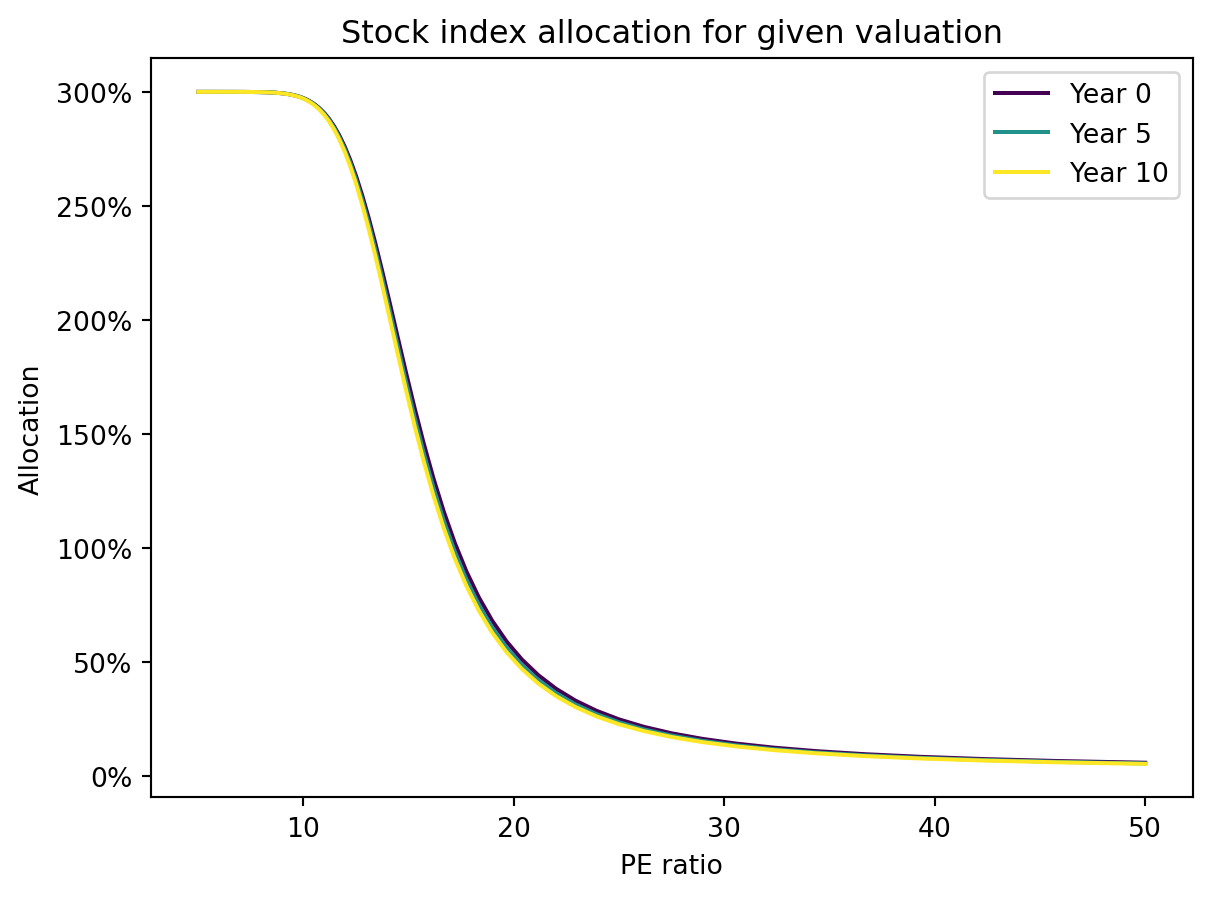 Stock index allocation for given valuation
300%
250%
200%
150%
100%
50%
0%
Allocation
Year 0
Year 5
Year 10
10
20
30
40
50
PE ratio